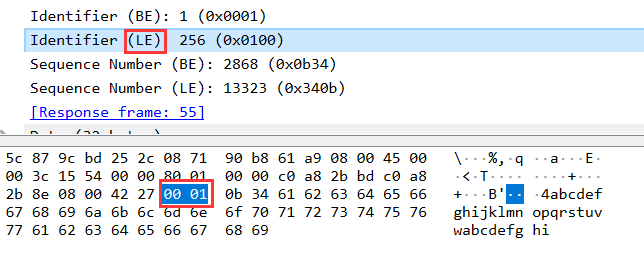 Identifier (BE): 1 (0x0001)
Identifier (LE) 256 (0x0100)
Sequence Number (BE): 2868 (0x0b34)
Sequence Number (LE): 13323 (0x340b)
[Response frame: 55]
5c 87 9c bd 25 2c 08 71 90 b8 61 a9 08 00 45 00 \···%,·q ··a···E·
00 3c 15 54 00 00 80 01 00 00 c0 a8 2b bd c0 a8 ·<·T···· ····+···
2b 8e 08 00 42 27 00 01 0b 34 61 62 63 64 65 66 +···B'·· ·4abcdef
67 68 69 6a 6b 6c 6d 6e 6f 70 71 72 73 74 75 76 ghijklmn opqrstuv
77 61 62 63 64 65 66 67 68 69 wabcdefg hi